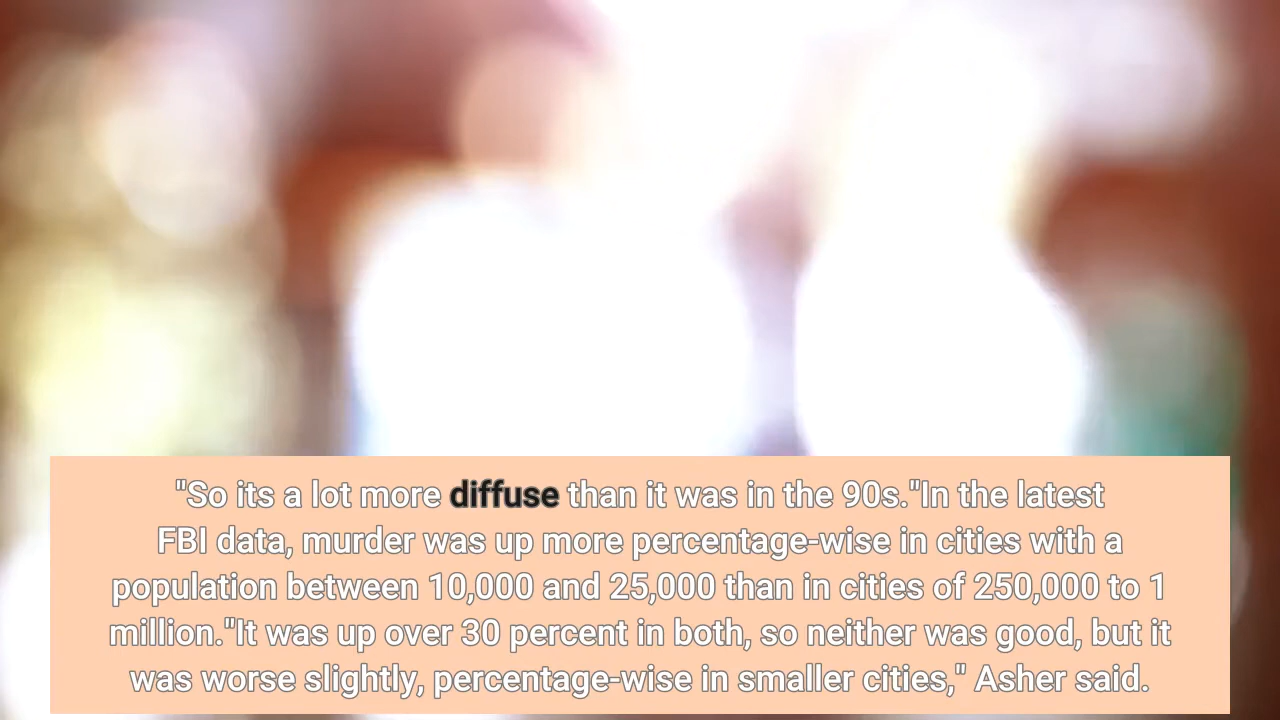 "So its a lot more diffuse than it was in the 90s."In the latest
FBI data, murder was up more percentage-wise in cities with a
population between 10,000 and 25,000 than in cities of 250,000 to 1
million."It was up over 30 percent in both, so neither was good, but it
was worse slightly, percentage-wise in smaller cities," Asher said.